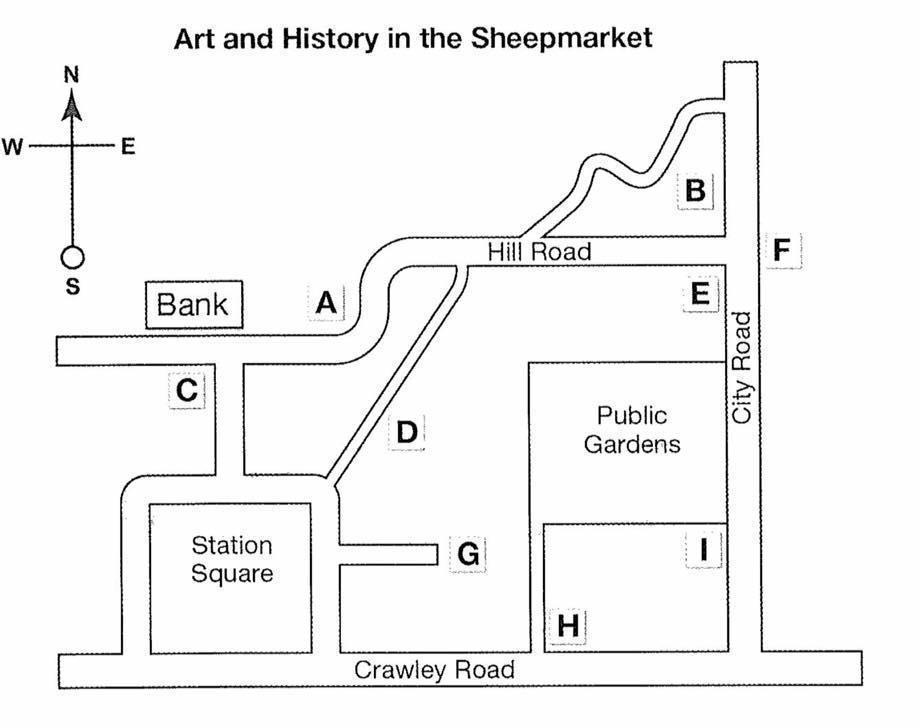 Art and History in the Sheepmarket
N
W
E
S
B
Hill Road
F
A
E
Bank
C
City Road
D
Public
Gardens
Station
Square
G
I
H
Crawley Road